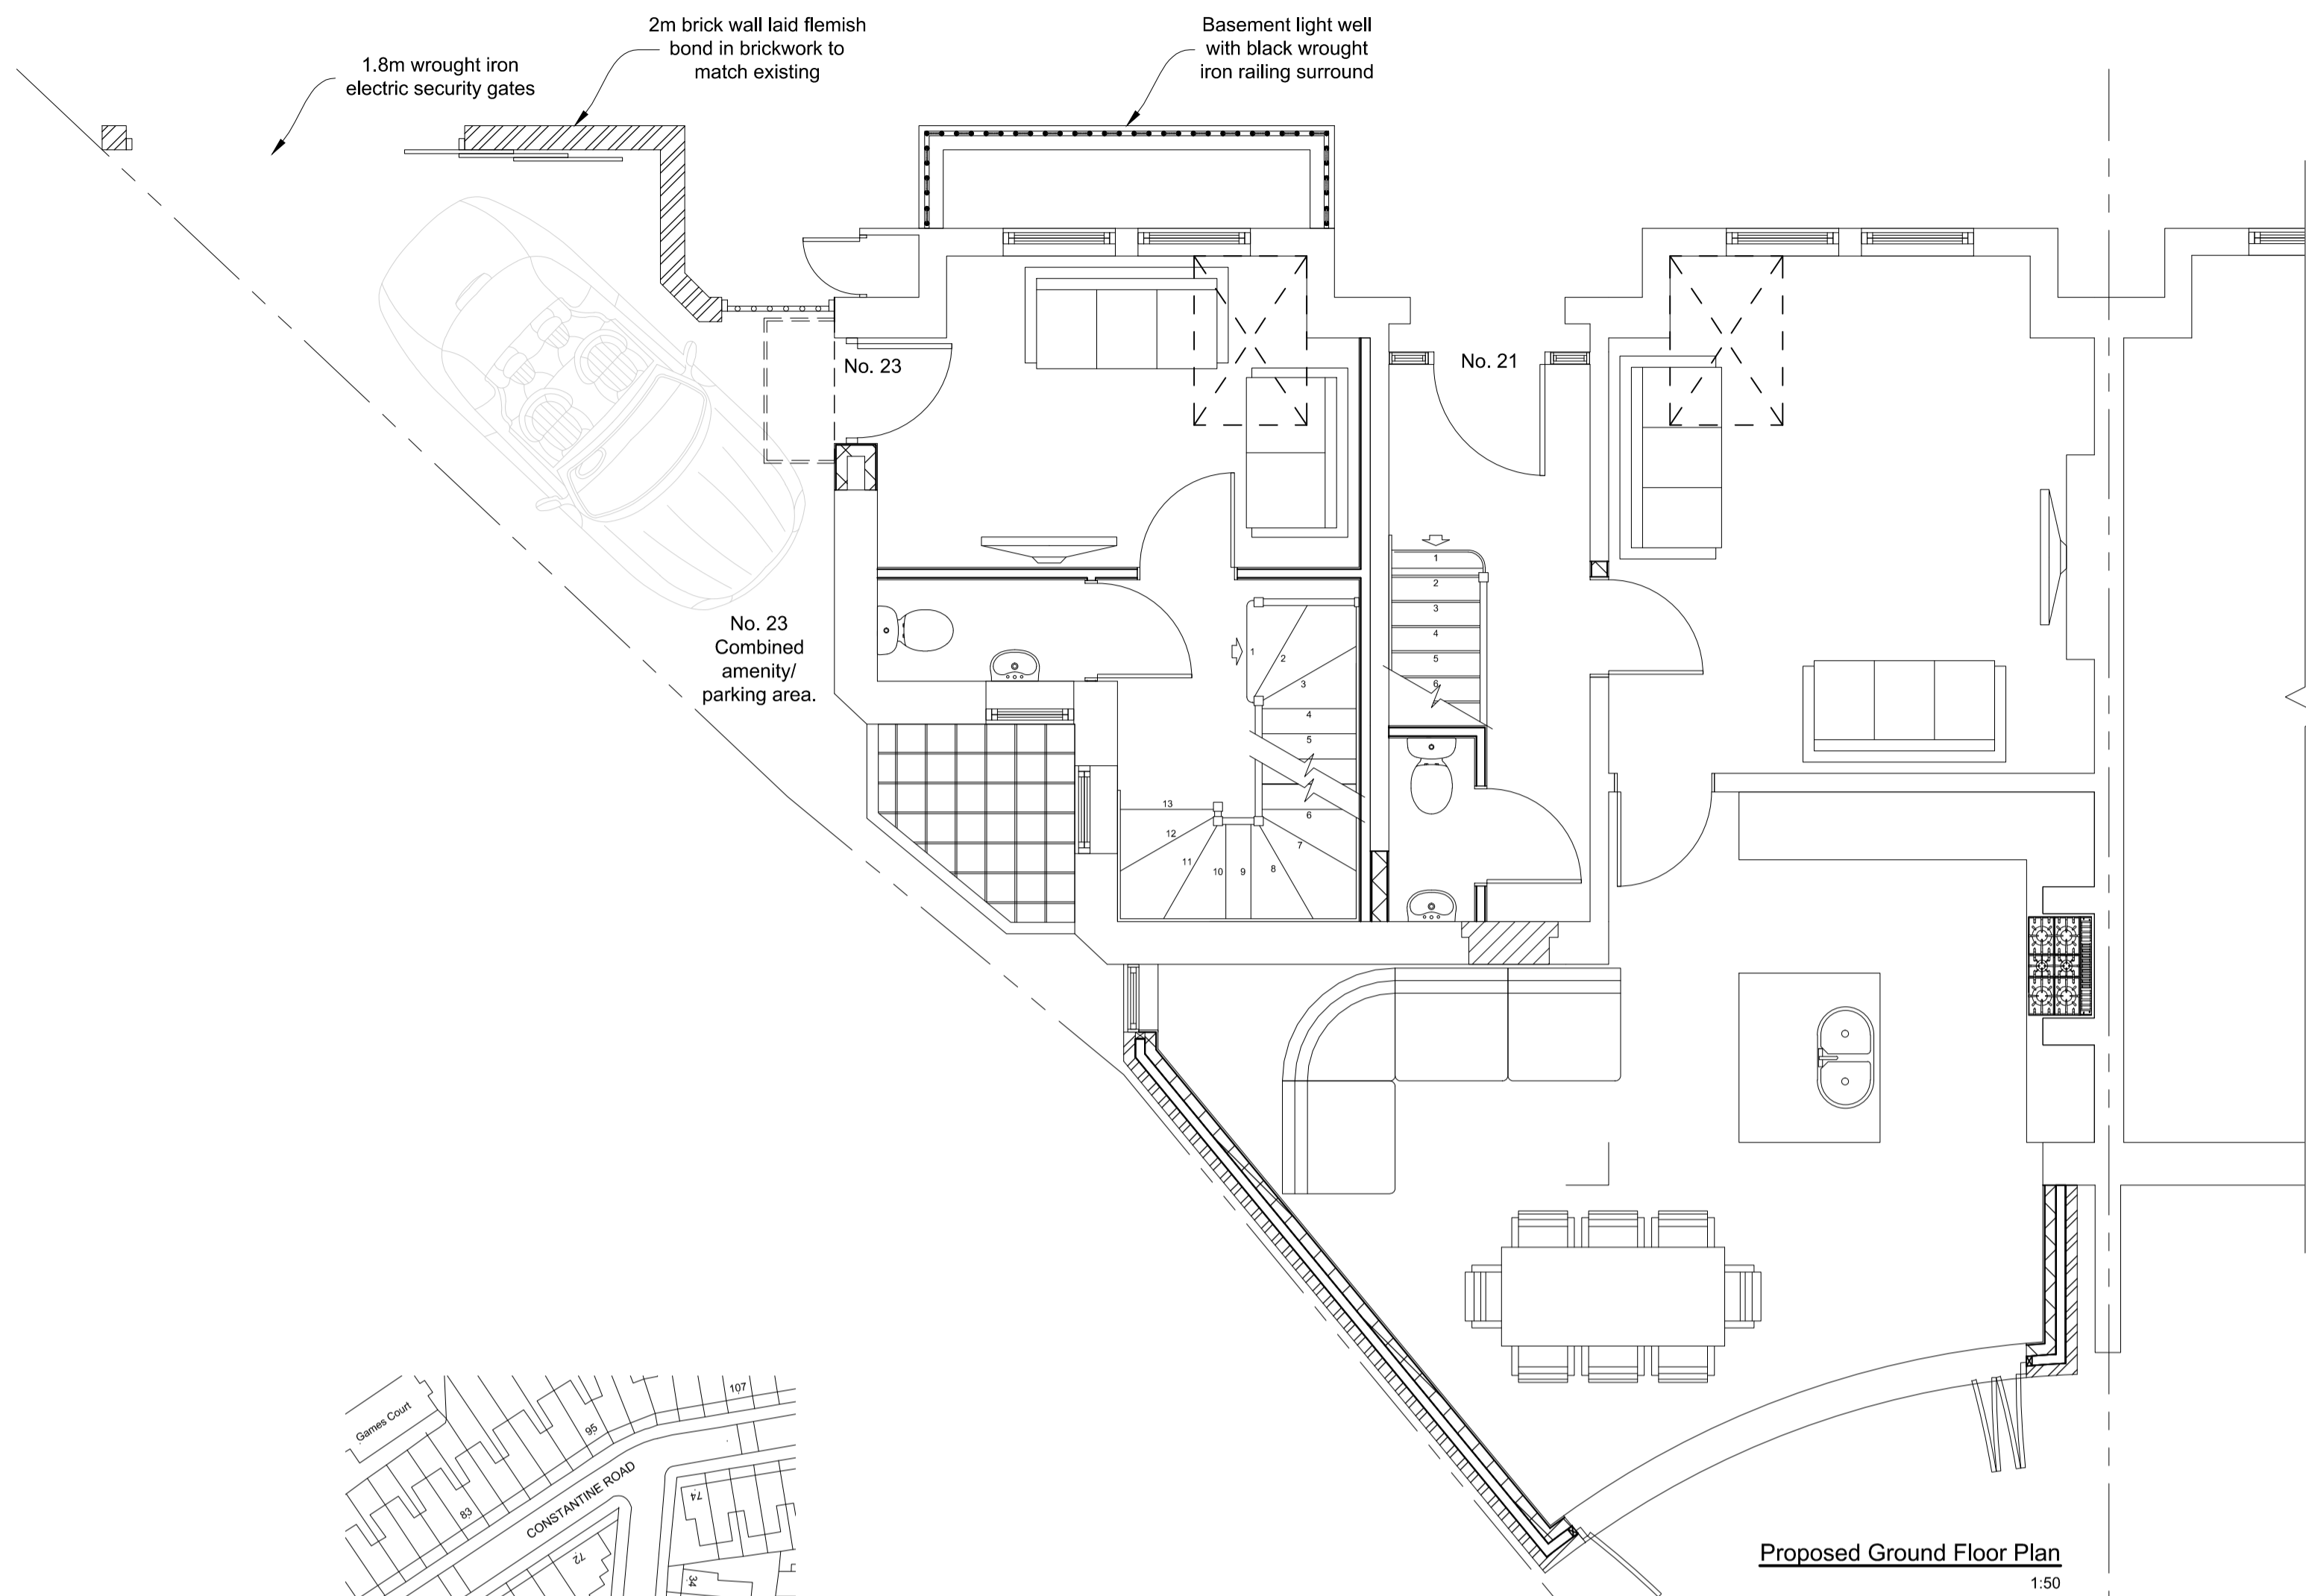 2m brick wall laid flemish
bond in brickwork to
match existing
Basement light well
with black wrought
iron railing surround
1.8m wrought iron
electric security gates
No. 23
No. 21
No. 23
Combined
amenity/
parking area.
1
2
3
4
5
6
7
8
9
10
11
12
13
1
2
3
4
5
6
Games Court
107
95
83
CONSTANTINE ROAD
74
72
34
Proposed Ground Floor Plan
1:50